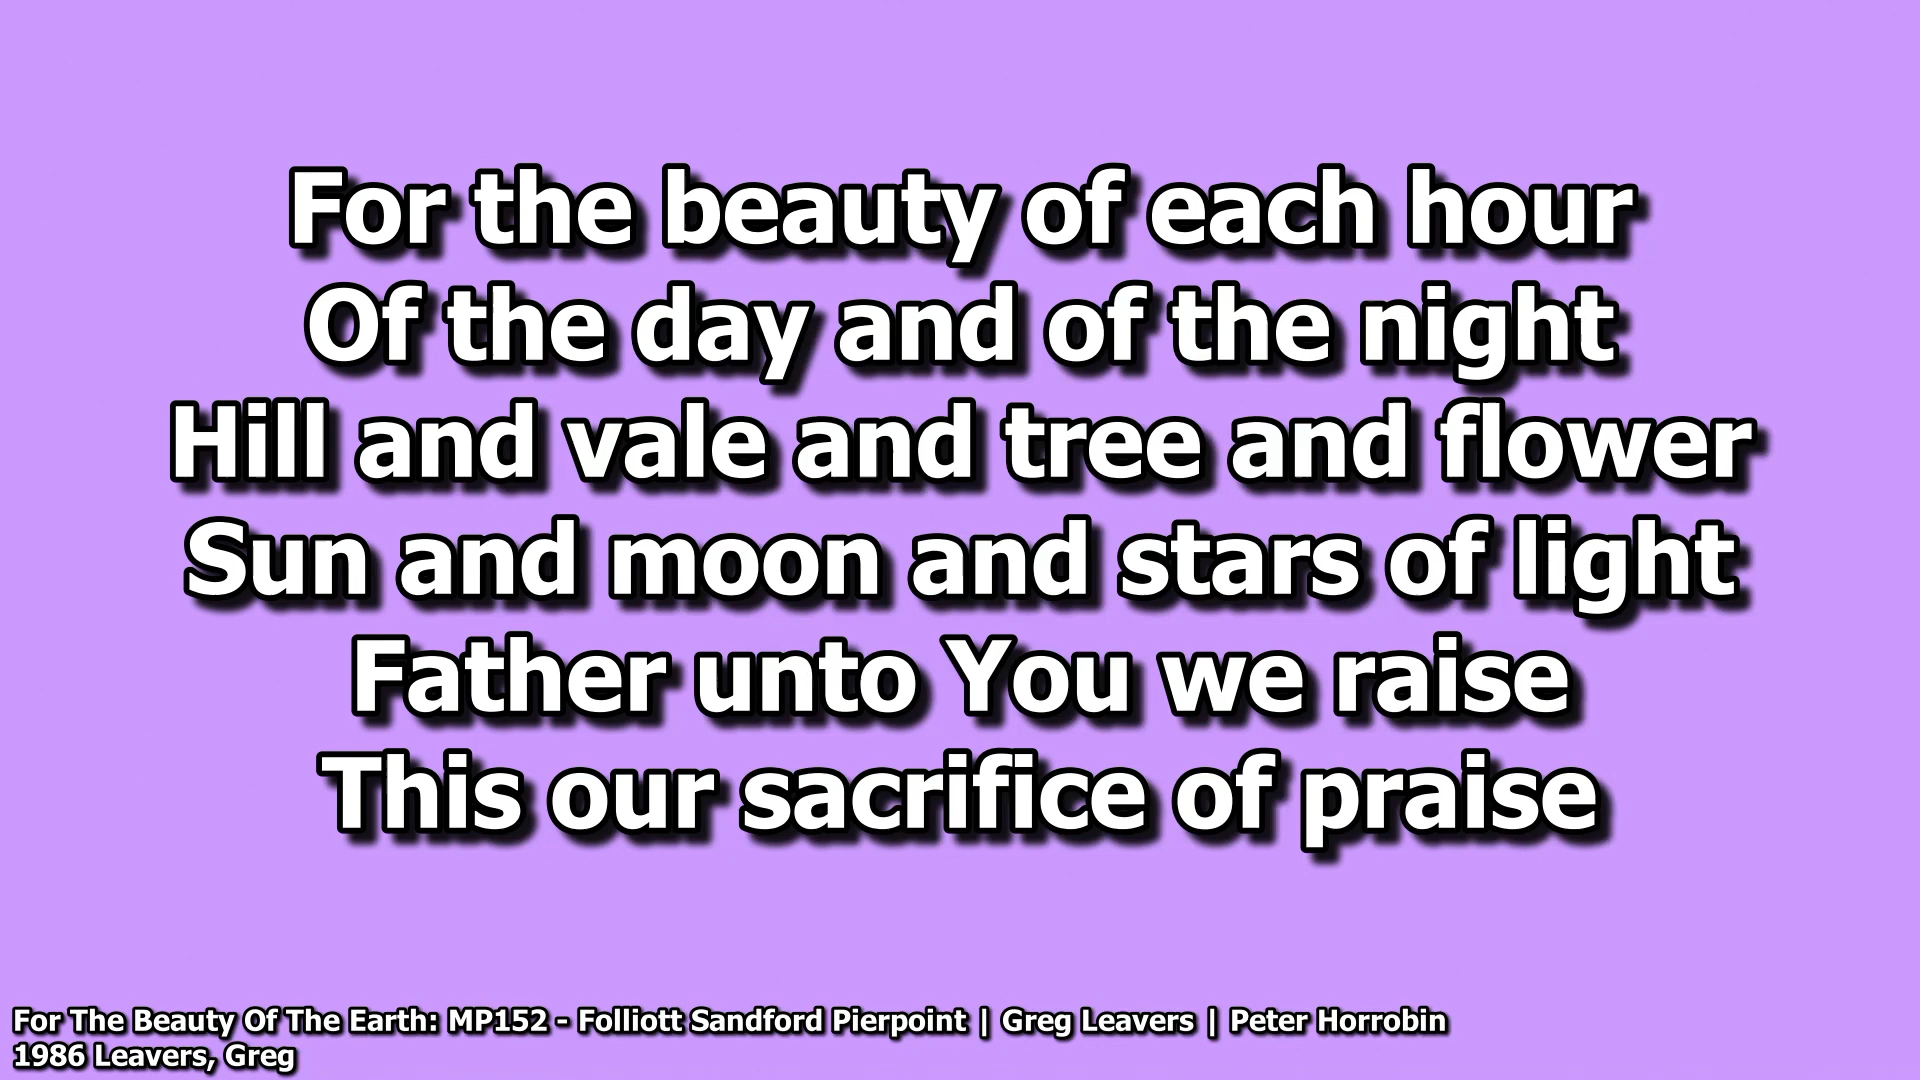 For the beauty of each hour
Of the day and of the night
Hill and vale and tree and flower
Sun and moon and stars of light
Father unto You we raise
This our sacrifice of praise
For The Beauty Of The Earth: MP152 - Folliott Sandford Pierpoint | Greg Leavers | Peter Horrobin
1986 Leavers, Greg